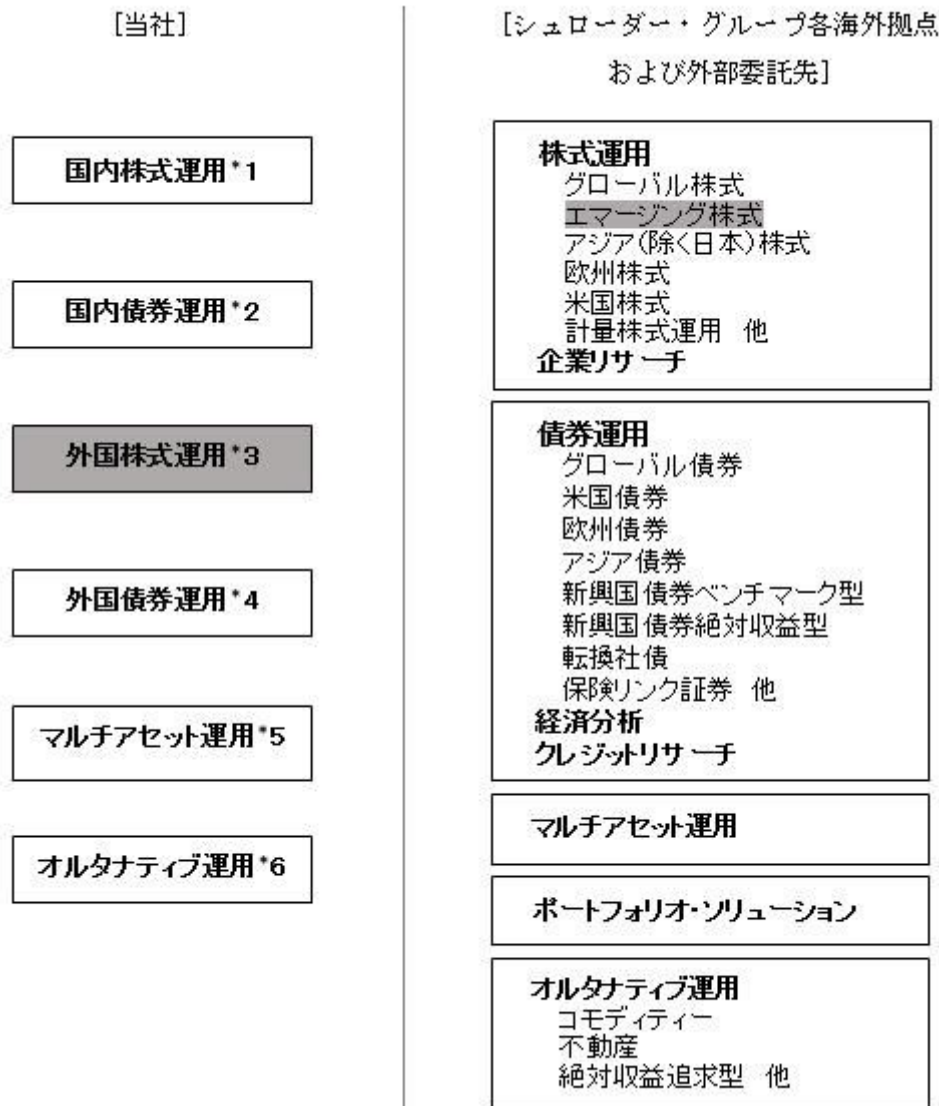 [当社]
国内株式運用*1
国内債券運用*2
外国株式運用*3
外国債券運用*4
マルチアセット運用*5
オルタナティブ運用*6
[シュローダー・グループ各海外拠点
および外部委託先]
株式運用
グローバル株式
エマージング株式
アジア(除く日本)株式
欧州株式
米国株式
計量株式運用 他
企業リサーチ
債券運用
グローバル債券
米国債券
欧州債券
アジア債券
新興国債券ベンチマーク型
新興国債券絶対収益型
転換社債
保険リンク証券 他
経済分析
クレジットリサーチ
マルチアセット運用
ポートフォリオ・ソリューション
オルタナティブ運用
コモディティー
不動産
絶対収益追求型 他